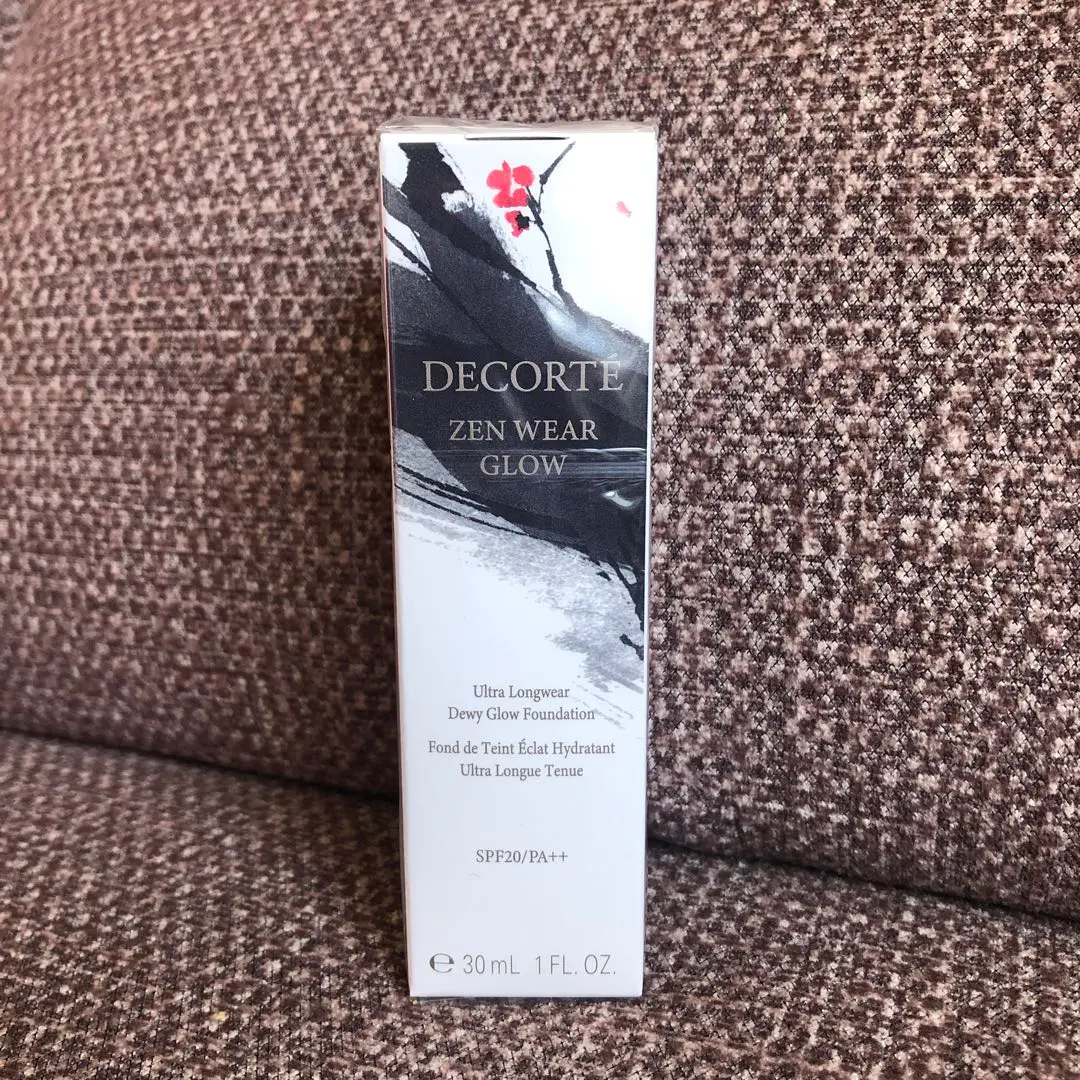 DECORTÉ
ZEN WEAR
GLOW
Ultra Longwear
Dewy Glow Foundation
Fond de Teint Éclat Hydratant
Ultra Longue Tenue
SPF20/PA++
℮ 30 mL 1 FL. OZ.